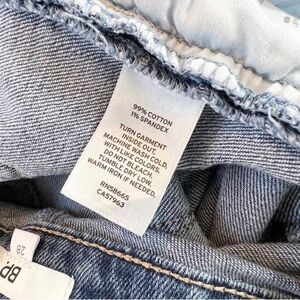 99% COTTON
1% SPANDEX
TURN GARMENT
INSIDE OUT
MACHINE WASH COLD
WITH LIKE COLORS.
DO NOT BLEACH.
TUMBLE DRY LOW.
WARM IRON IF NEEDED.
RN58665
CA57963
28
BP.